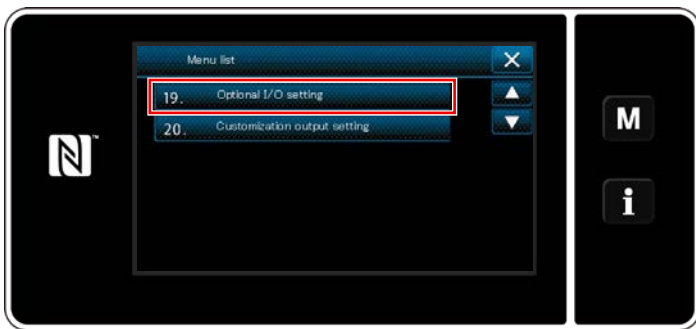 Menu list
19. Optional I/O setting
20. Customization output setting
N
M
i